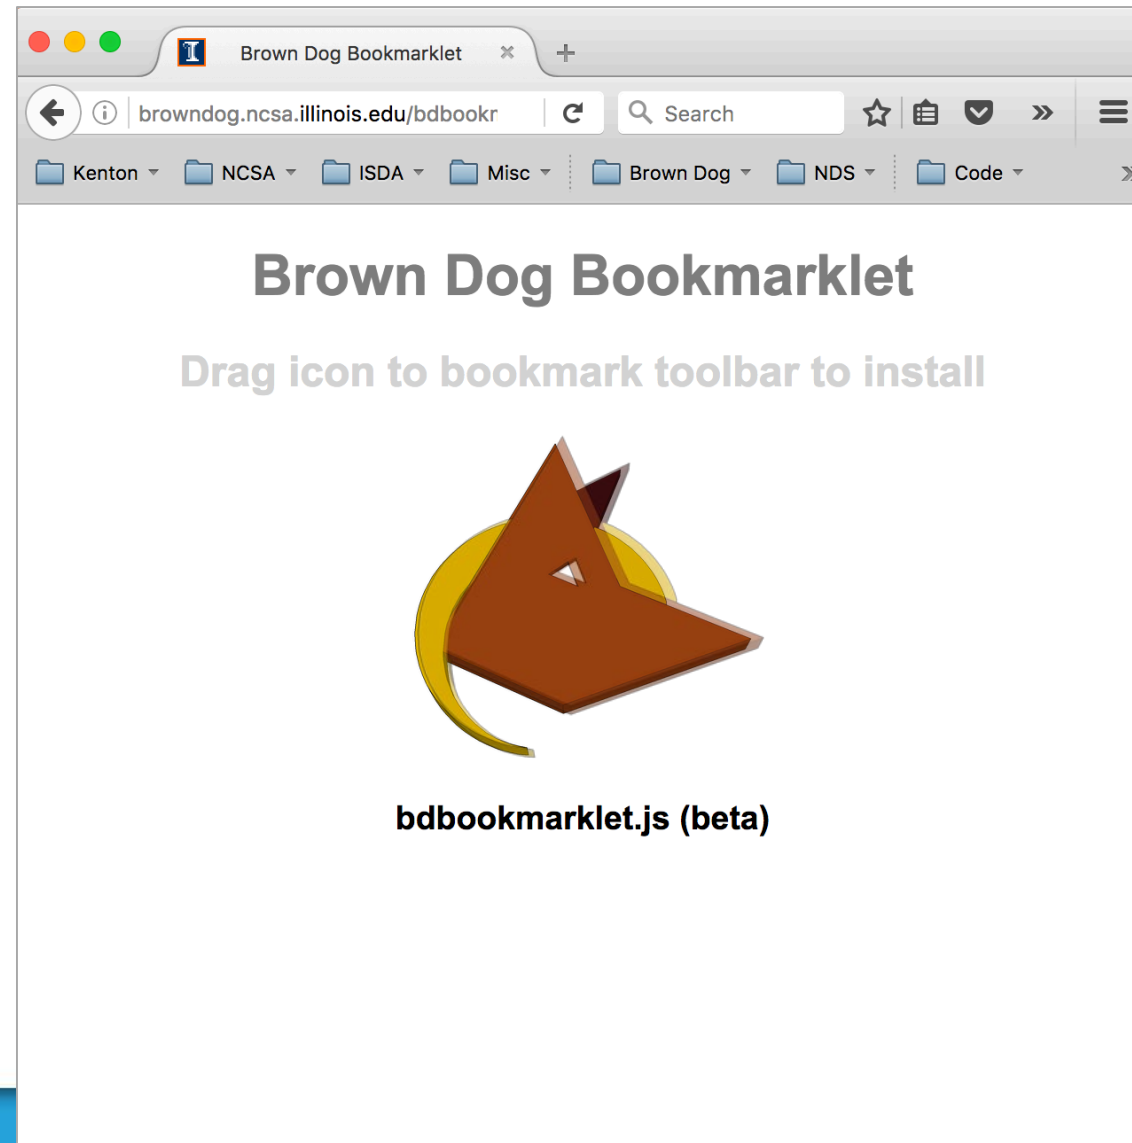 Brown Dog Bookmarklet
browndog.ncsa.illinois.edu/bdbookr
Search
Kenton NCSA ISDA Misc Brown Dog NDS Code
Brown Dog Bookmarklet
Drag icon to bookmark toolbar to install
bdbookmarklet.js (beta)